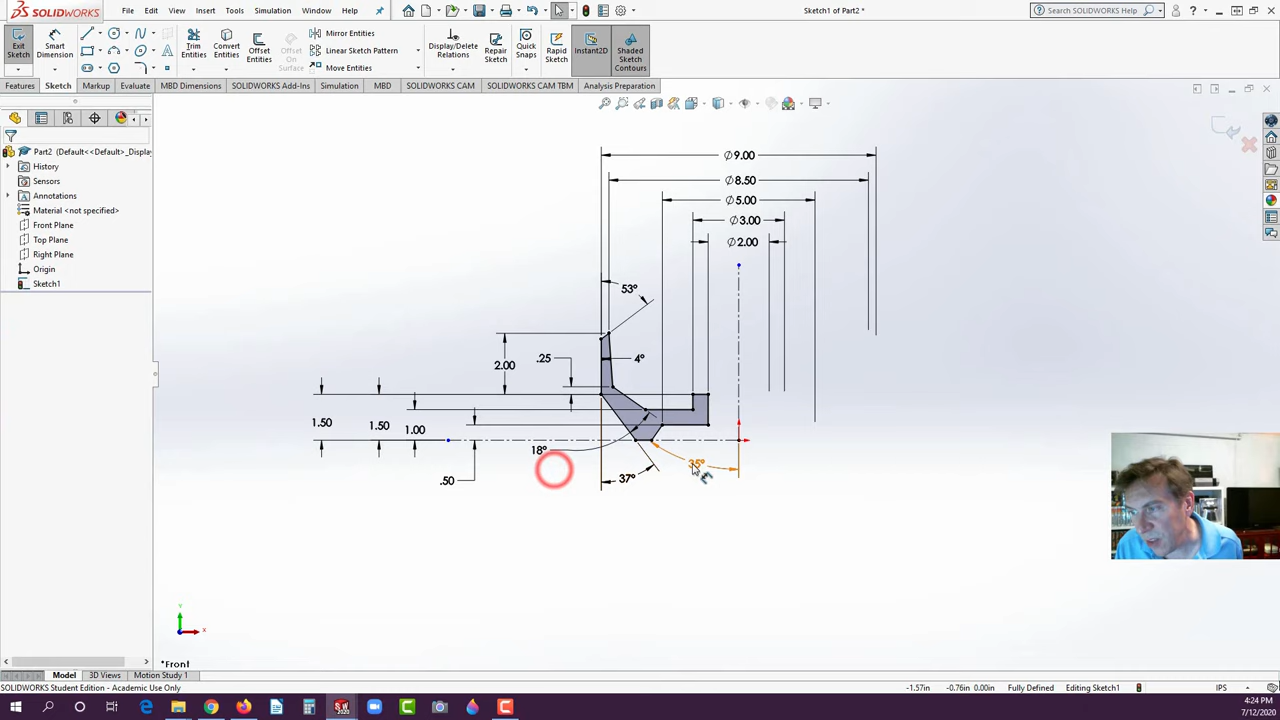 SOLIDWORKS
File Edit View Insert Tools Simulation Window Help
Sketch1 of Part2 *
Search SOLIDWORKS Help
Exit Sketch
Smart Dimension
Trim Entities
Convert Entities
Offset Entities
Offset On Surface
Mirror Entities
Linear Sketch Pattern
Move Entities
Display/Delete Relations
Repair Sketch
Quick Snaps
Rapid Sketch
Instant2D
Shaded Sketch Contours
Features Sketch Markup Evaluate MBD Dimensions SOLIDWORKS Add-Ins Simulation MBD SOLIDWORKS CAM SOLIDWORKS CAM TBM Analysis Preparation
Part2 (Default<<Default>_Display
History
Sensors
Annotations
Material <not specified>
Front Plane
Top Plane
Right Plane
Origin
Sketch1
∅9.00
∅8.50
∅5.00
∅3.00
∅2.00
53°
2.00
.25
4°
1.50
1.50
1.00
.50
18°
37°
35°
Y
X
*Front
Model 3D Views Motion Study 1
SOLIDWORKS Student Edition - Academic Use Only
-1.57in -0.76in 0.00in Fully Defined Editing Sketch1 IPS
4:24 PM
7/12/2020